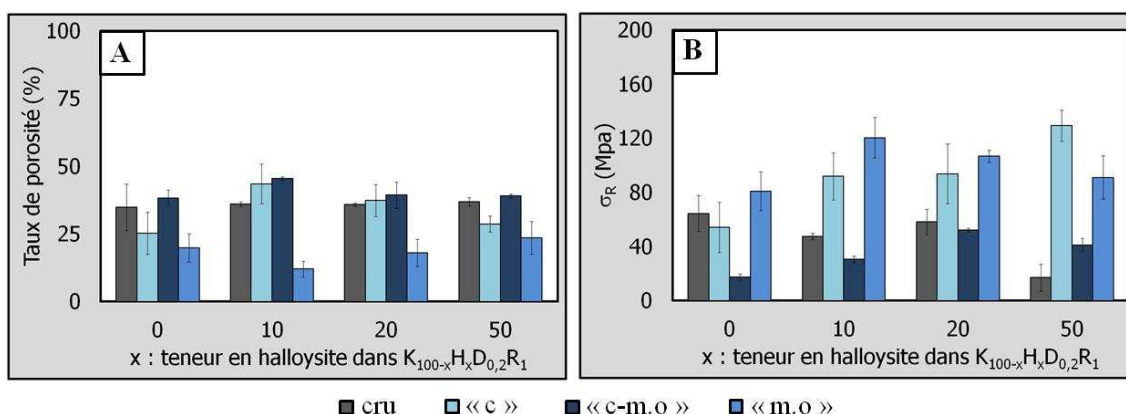 A
Taux de porosité (%)
100
75
50
25
0
0 10 20 50
x : teneur en halloysite dans K100-xHxD0,2R1
B
σR (Mpa)
200
160
120
80
40
0
0 10 20 50
x : teneur en halloysite dans K100-xHxD0,2R1
cru « c » « c-m.o » « m.o »